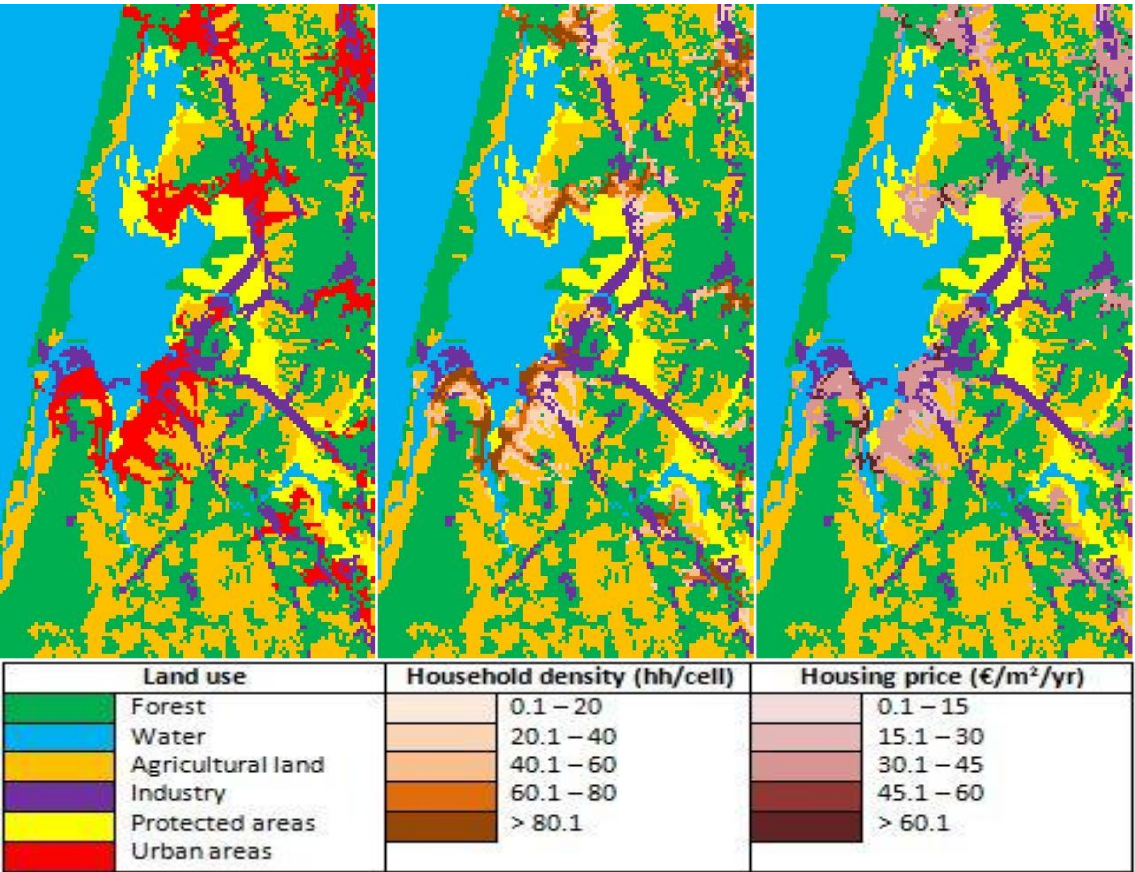 Land use
Forest
Water
Agricultural land
Industry
Protected areas
Urban areas
Household density (hh/cell)
0.1 – 20
20.1 – 40
40.1 – 60
60.1 – 80
> 80.1
Housing price (€/m²/yr)
0.1 – 15
15.1 – 30
30.1 – 45
45.1 – 60
> 60.1